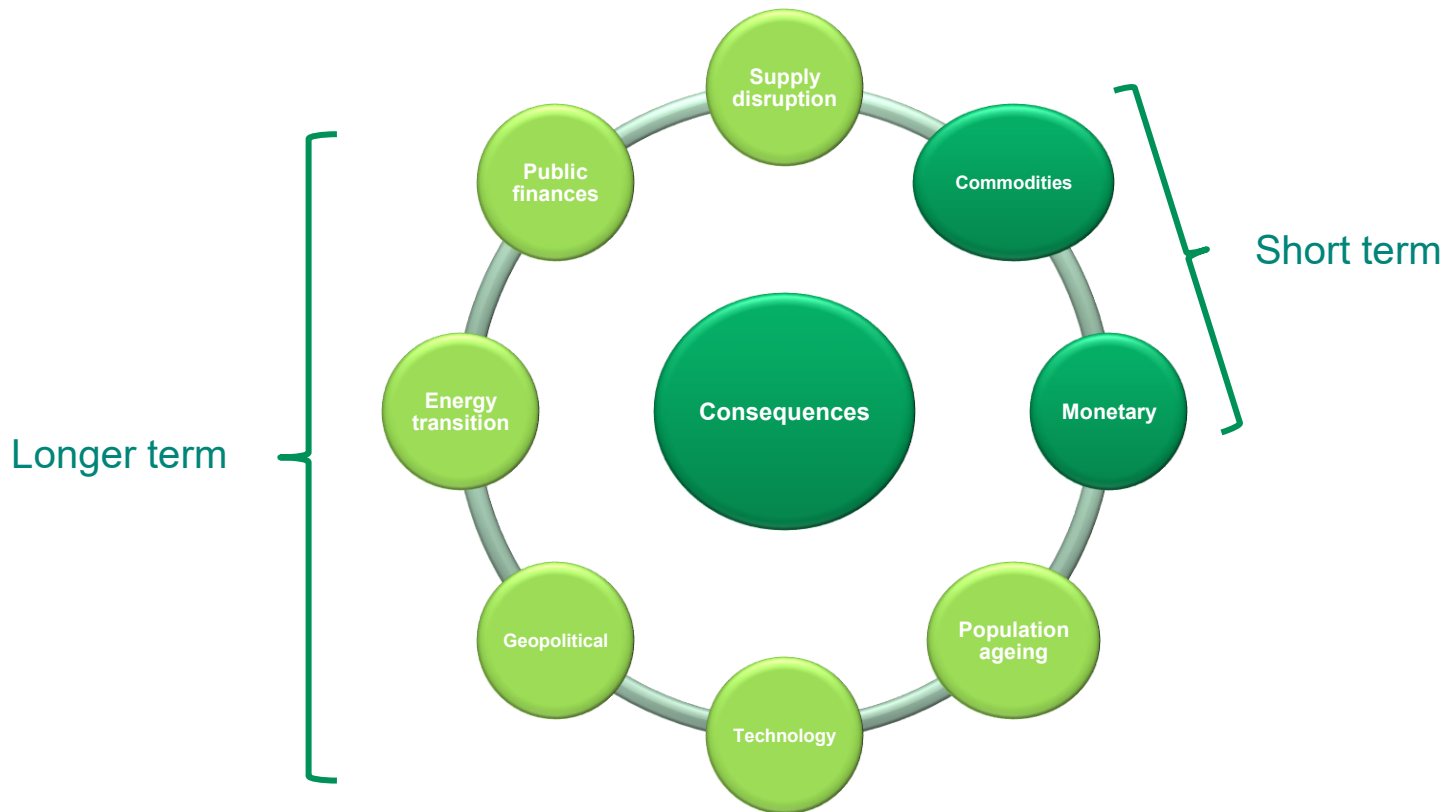 Supply
disruption
Public
finances
Commodities
Short term
Energy
transition
Consequences
Monetary
Longer term
Geopolitical
Population
ageing
Technology